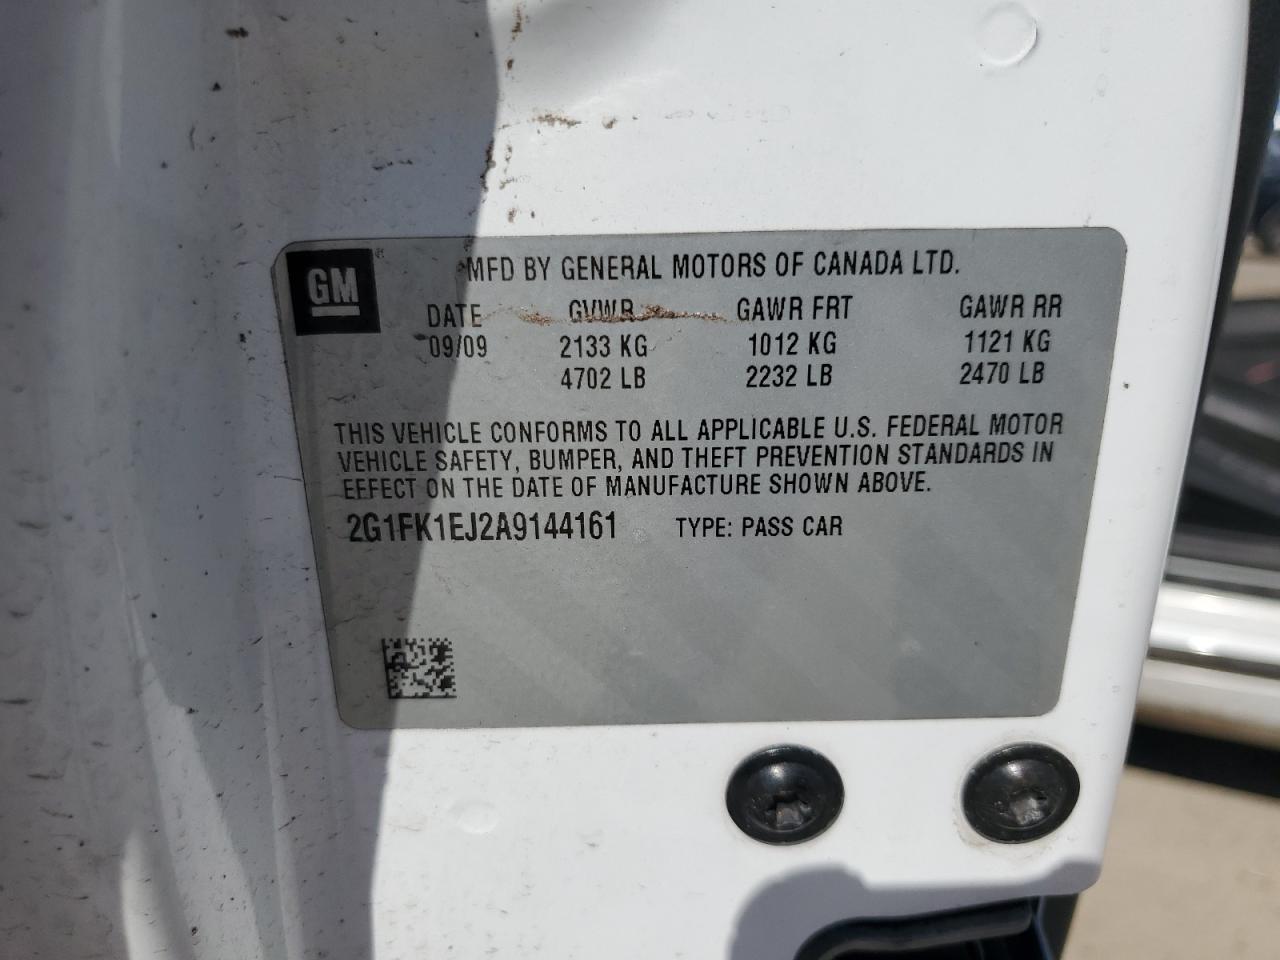 GM
MFD BY GENERAL MOTORS OF CANADA LTD.
DATE GVWR GAWR FRT GAWR RR
09/09 2133 KG 1012 KG 1121 KG
4702 LB 2232 LB 2470 LB
THIS VEHICLE CONFORMS TO ALL APPLICABLE U.S. FEDERAL MOTOR
VEHICLE SAFETY, BUMPER, AND THEFT PREVENTION STANDARDS IN
EFFECT ON THE DATE OF MANUFACTURE SHOWN ABOVE.
2G1FK1EJ2A9144161 TYPE: PASS CAR